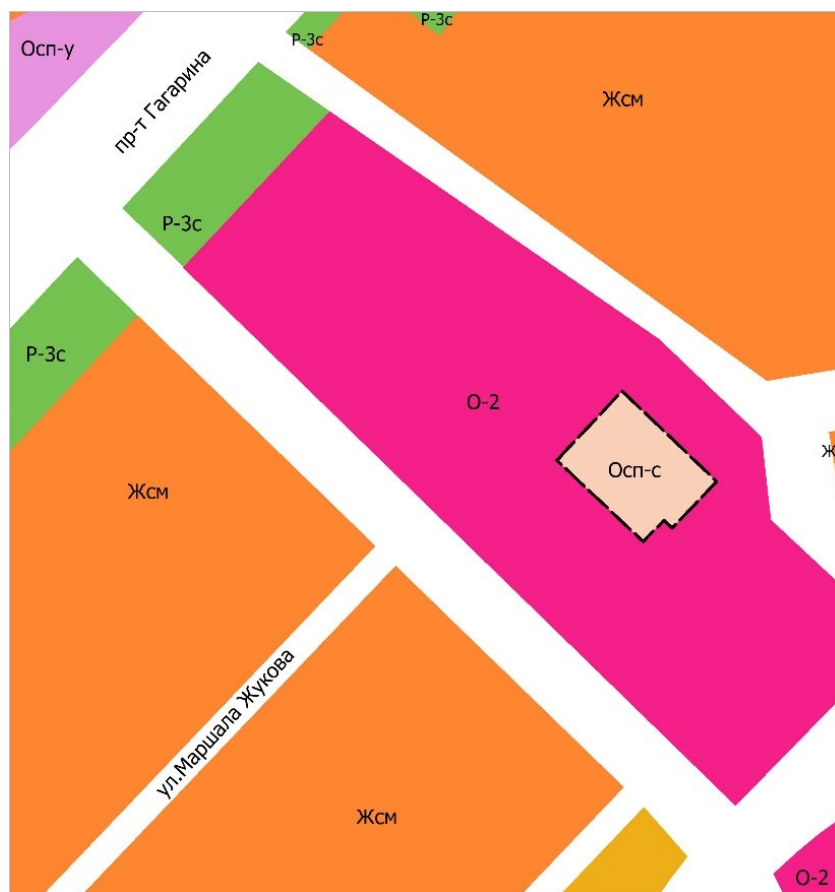 Р-3с
Р-3с
Осп-у
пр-т Гагарина
Жсм
Р-3с
Р-3с
О-2
Ж
Осп-с
Жсм
ул.Маршала Жукова
Жсм
О-2